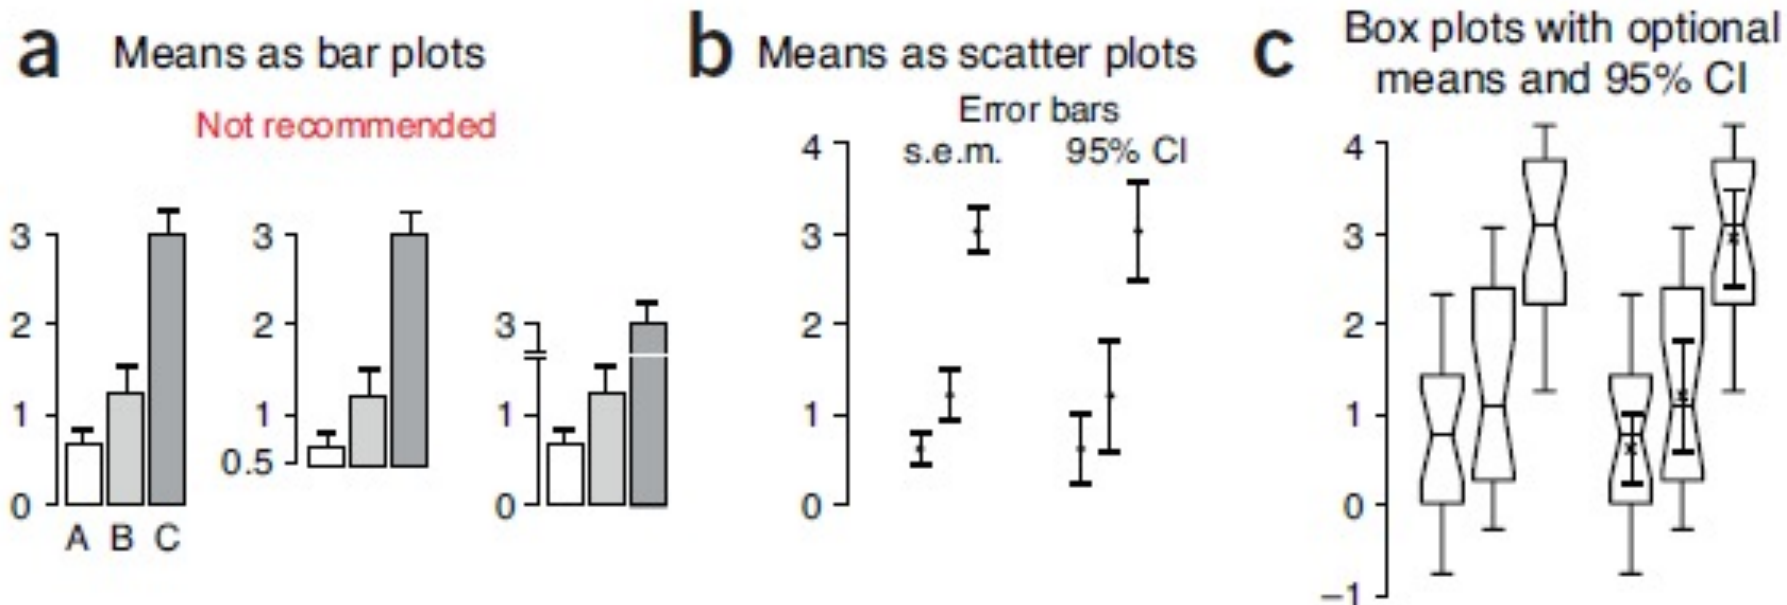 a Means as bar plots
Not recommended
3
2
1
0
A B C
3
2
1
0.5
3
1
0
b Means as scatter plots
Error bars
s.e.m. 95% CI
4
3
2
1
0
c Box plots with optional
means and 95% CI
4
3
2
1
0
−1